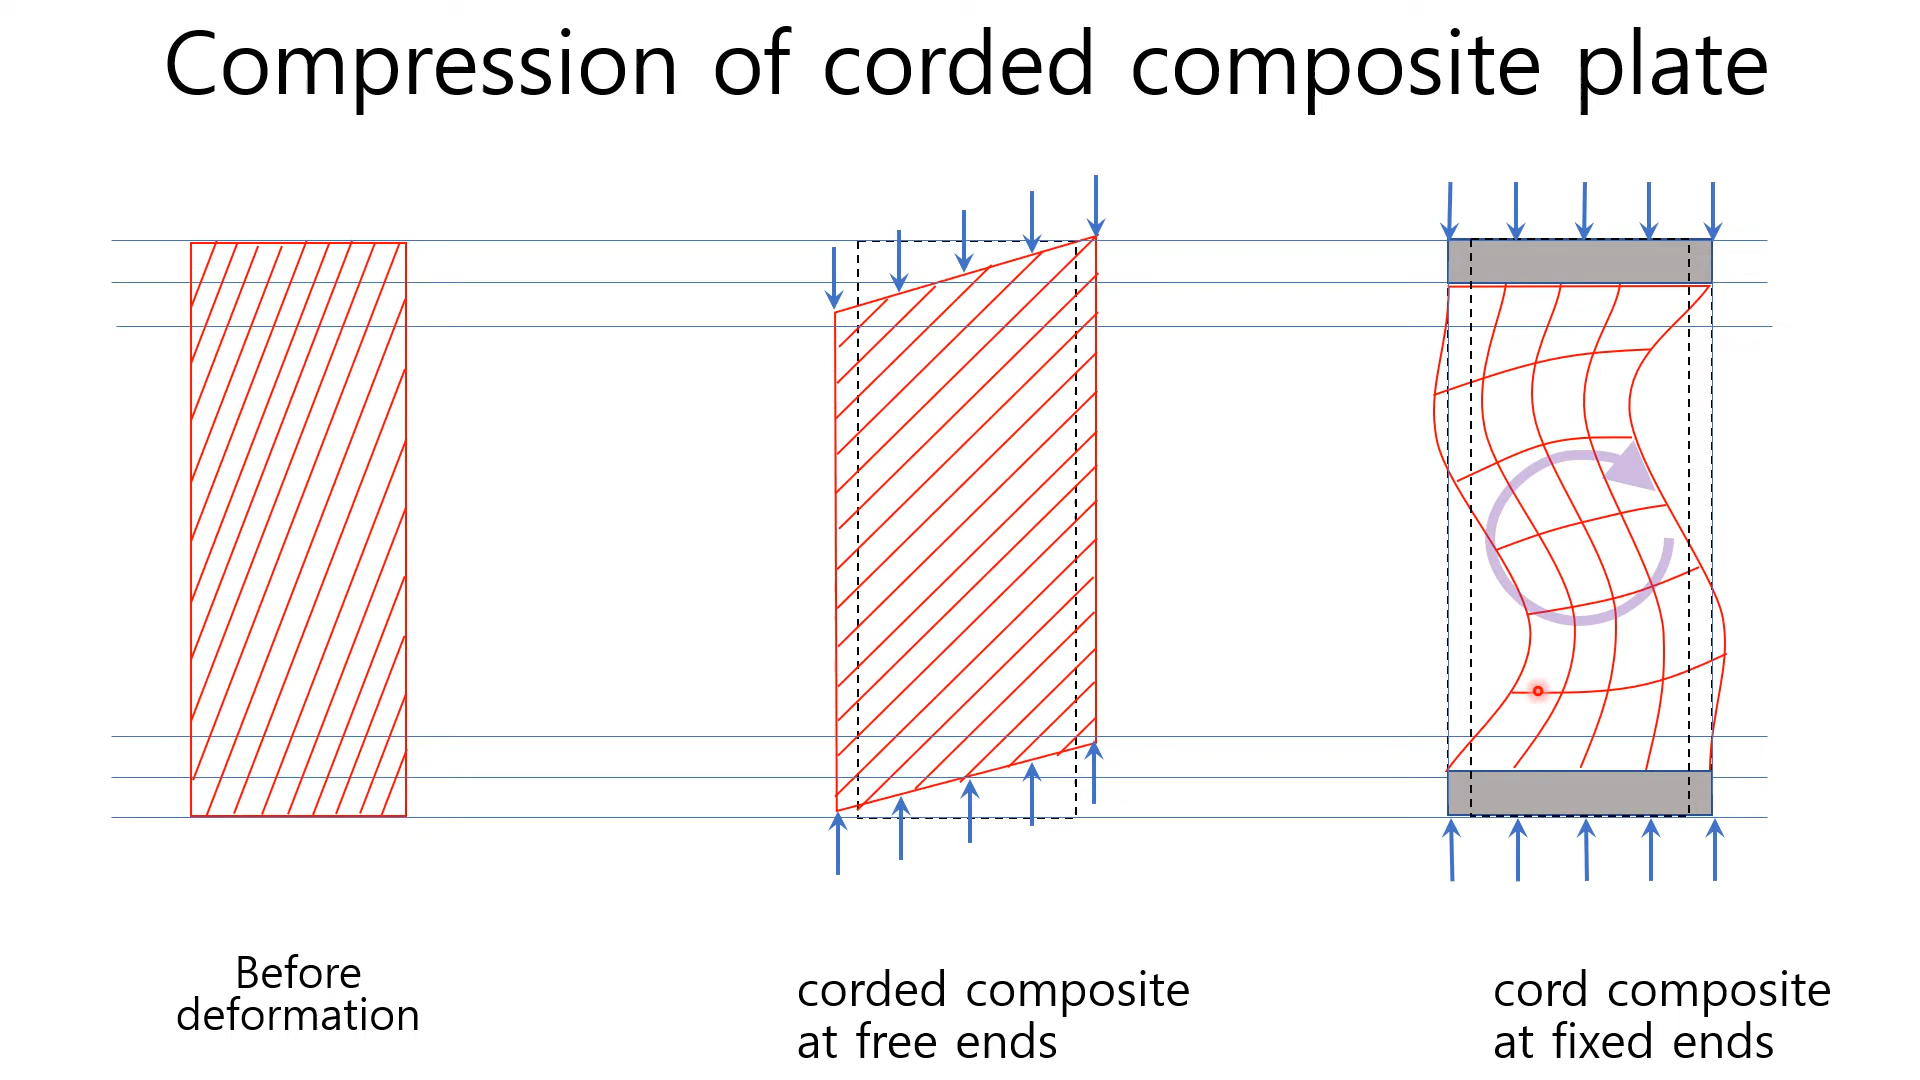 Compression of corded composite plate
Before
deformation
corded composite
at free ends
cord composite
at fixed ends